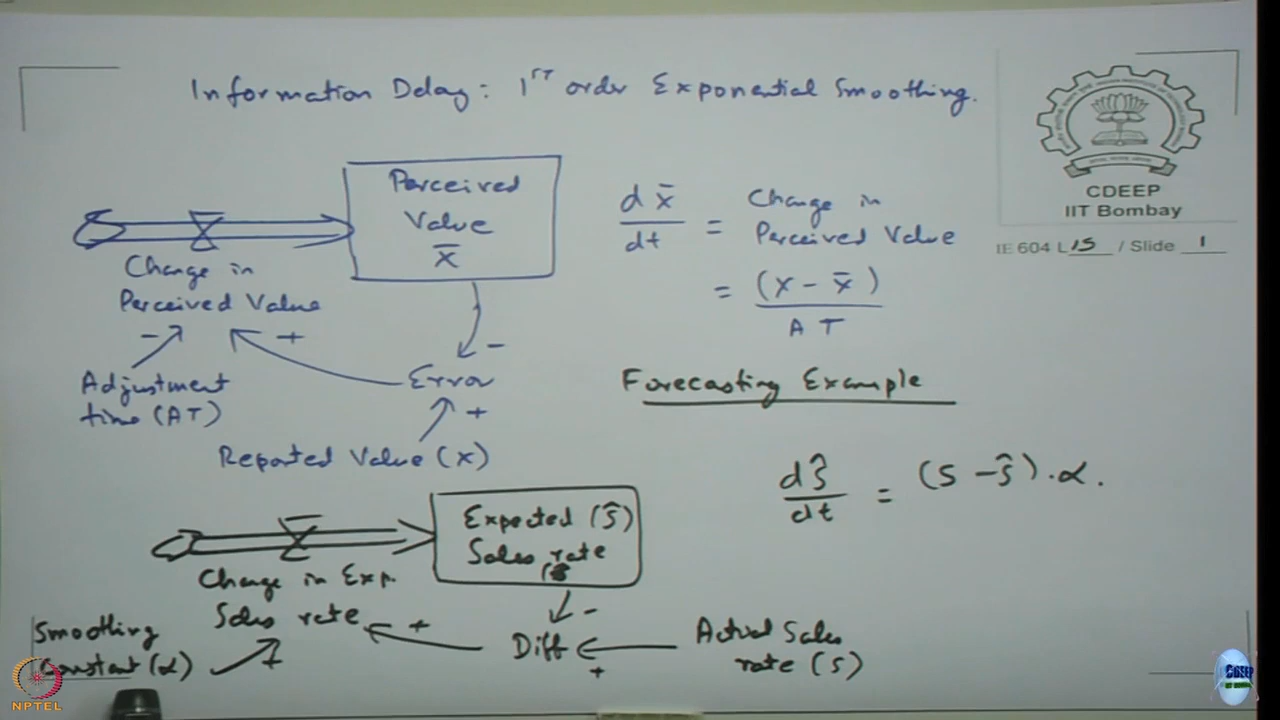 Information Delay: 1ST order Exponential Smoothing.
CDEEP
IIT Bombay
IE 604 L15 / Slide 1
Perceived
Value
x̄
Change in
Perceived Value
− +
Adjustment
time (AT)
−
Error
+
Reported Value (x)
dx̄/dt = Change in
Perceived Value
= (x − x̄)/AT
Forecasting Example
dŜ/dt = (S − Ŝ).α.
Expected (Ŝ)
Sales rate
Change in Exp.
Sales rate
+
−
Smoothing
Constant (α)
+
Diff
+
Actual Sales
rate (S)
NPTEL
CDEEP